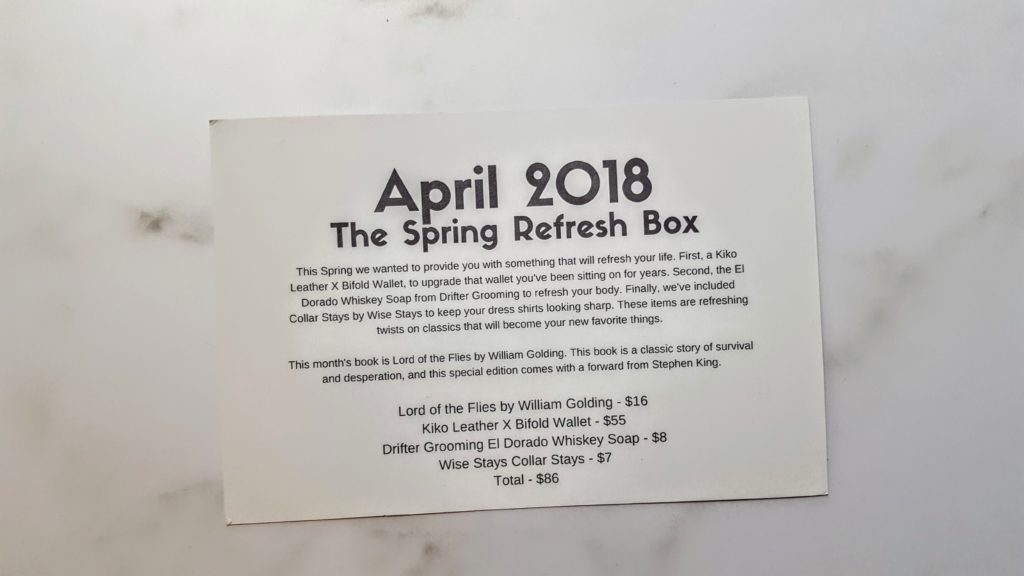 April 2018
The Spring Refresh Box
This Spring we wanted to provide you with something that will refresh your life. First, a Kiko
Leather X Bifold Wallet, to upgrade that wallet you've been sitting on for years. Second, the El
Dorado Whiskey Soap from Drifter Grooming to refresh your body. Finally, we've included
Collar Stays by Wise Stays to keep your dress shirts looking sharp. These items are refreshing
twists on classics that will become your new favorite things.
This month's book is Lord of the Flies by William Golding. This book is a classic story of survival
and desperation, and this special edition comes with a forward from Stephen King.
Lord of the Flies by William Golding - $16
Kiko Leather X Bifold Wallet - $55
Drifter Grooming El Dorado Whiskey Soap - $8
Wise Stays Collar Stays - $7
Total - $86